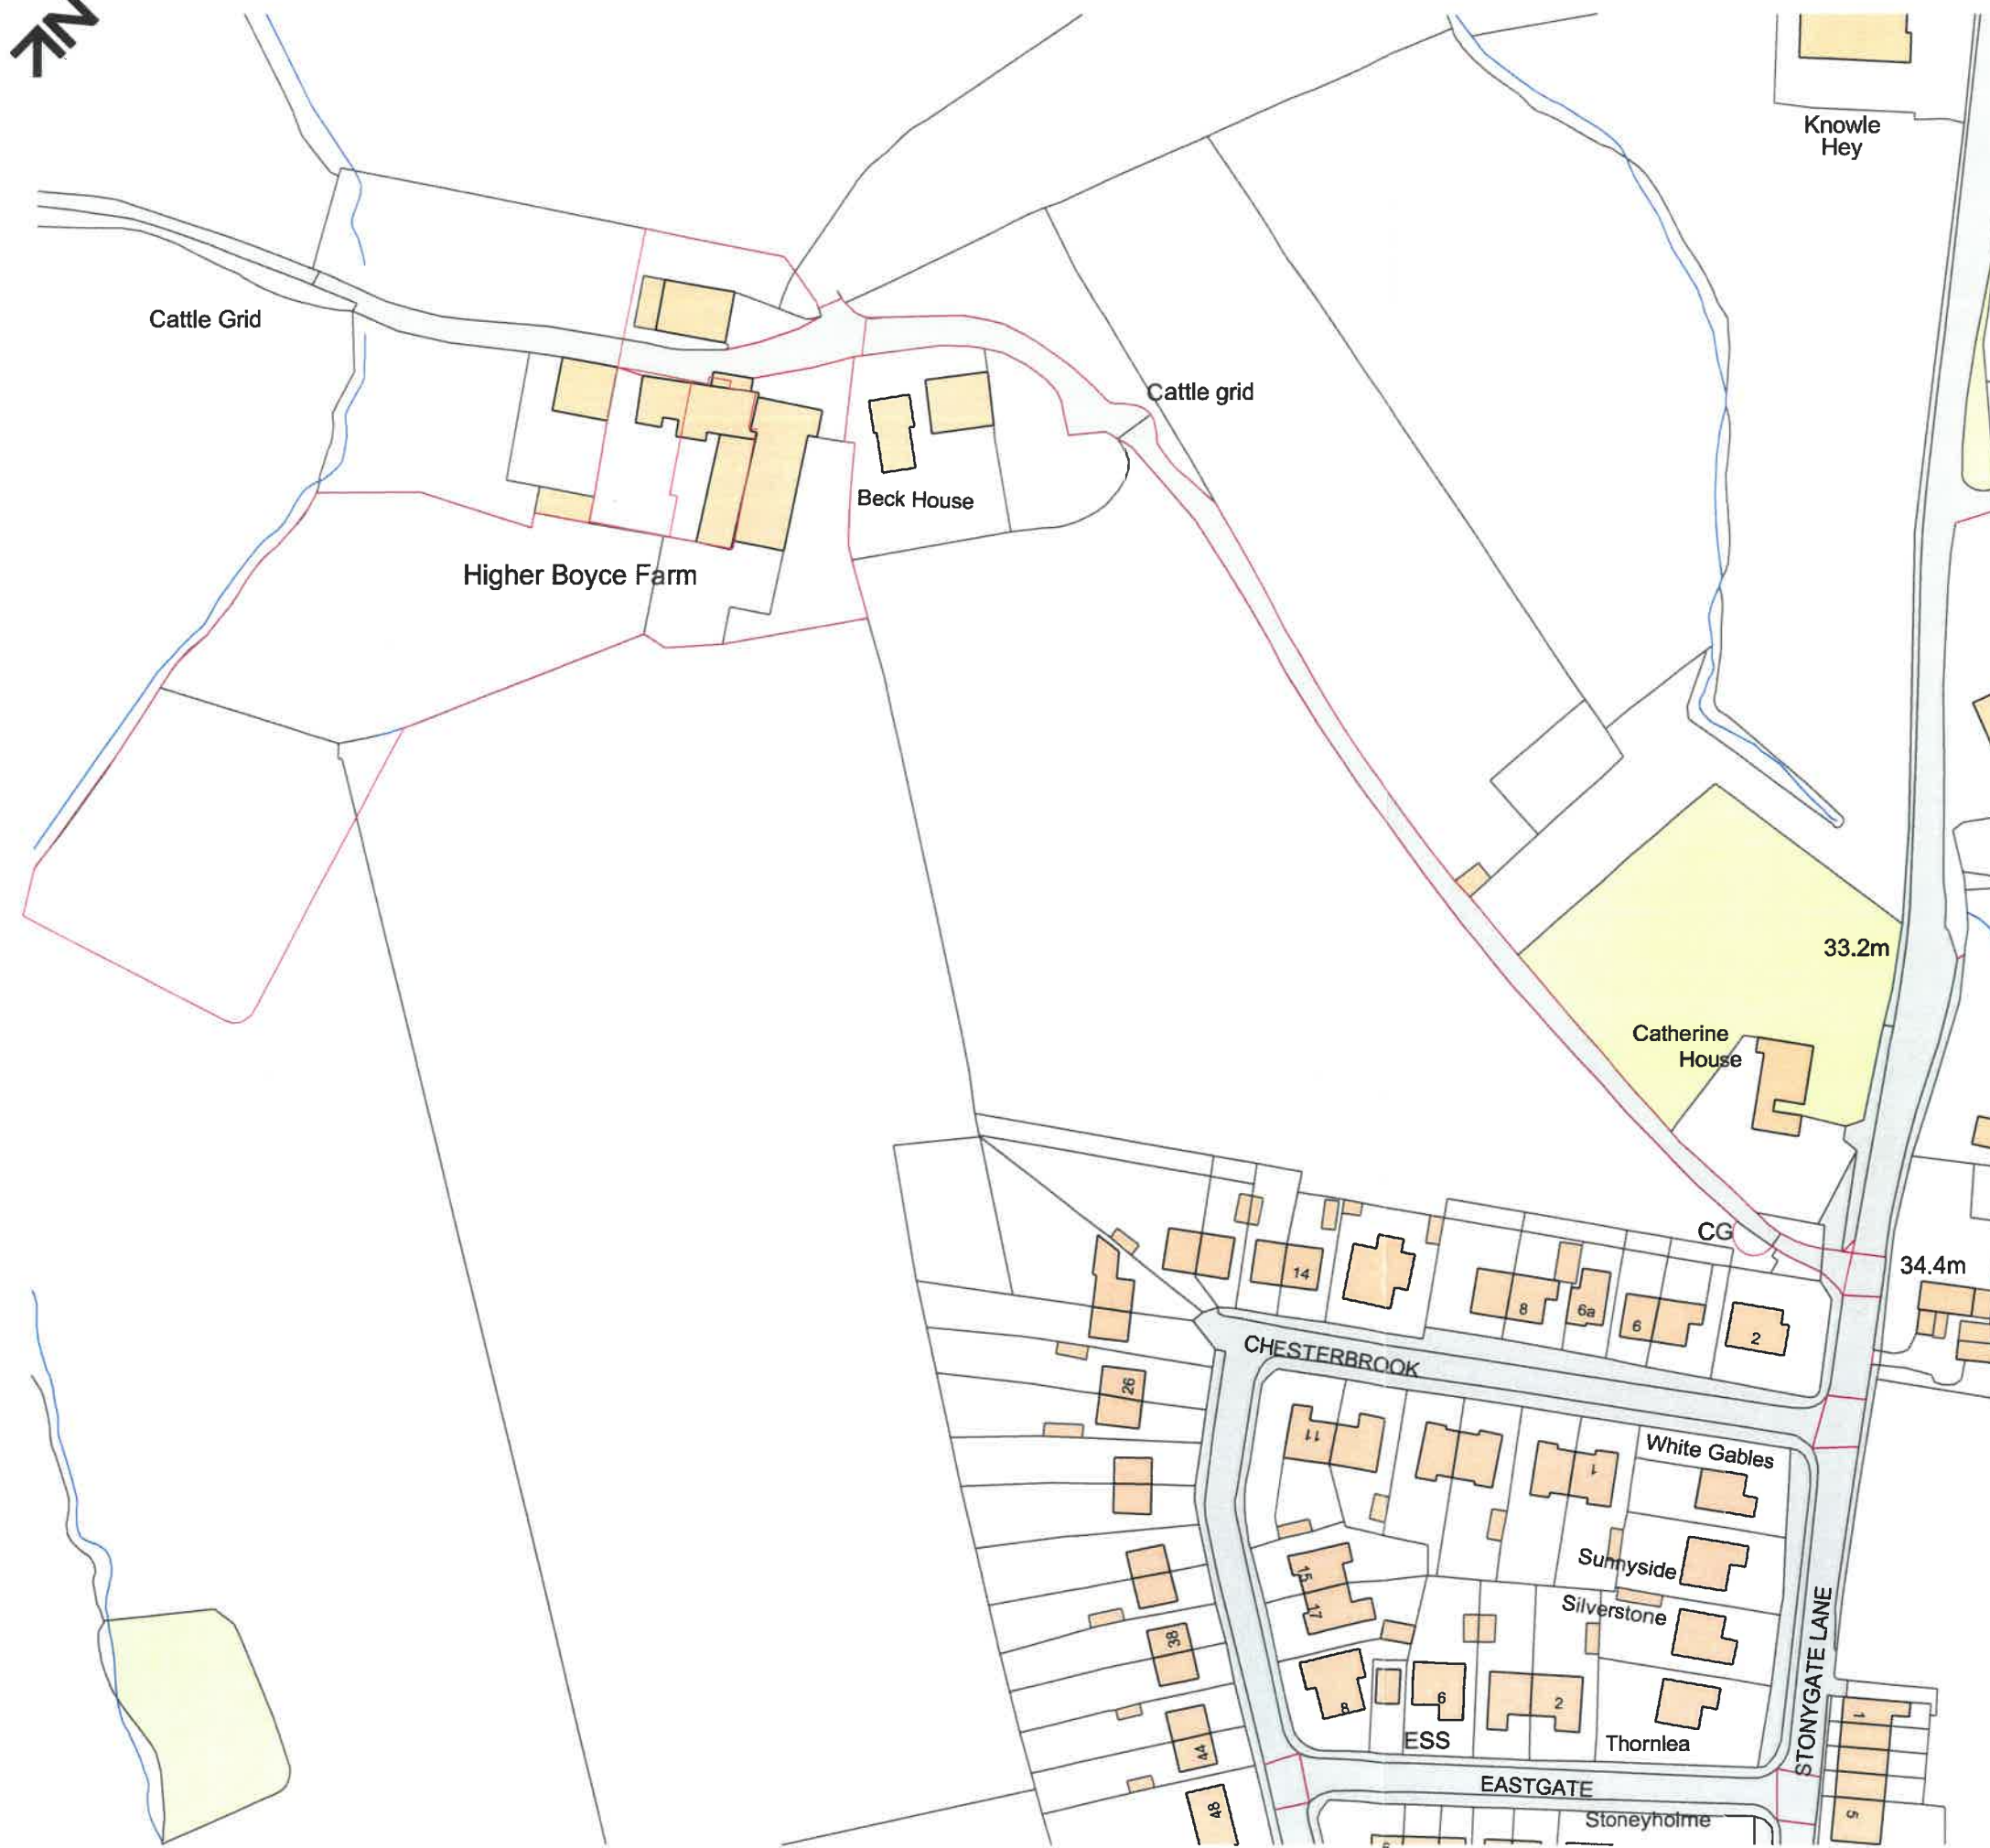 N
Knowle
Hey
Cattle Grid
Cattle grid
Beck House
Higher Boyce Farm
33.2m
Catherine
House
CG
34.4m
14
8
6a
6
2
CHESTERBROOK
26
11
1
White Gables
Sunnyside
15
17
Silverstone
38
8
6
2
STONYGATE LANE
1
44
ESS
Thornlea
EASTGATE
48
Stoneyholme
5